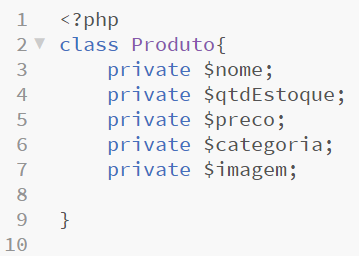 1 <?php
2 class Produto{
3 private $nome;
4 private $qtdEstoque;
5 private $preco;
6 private $categoria;
7 private $imagem;
8
9 }
10